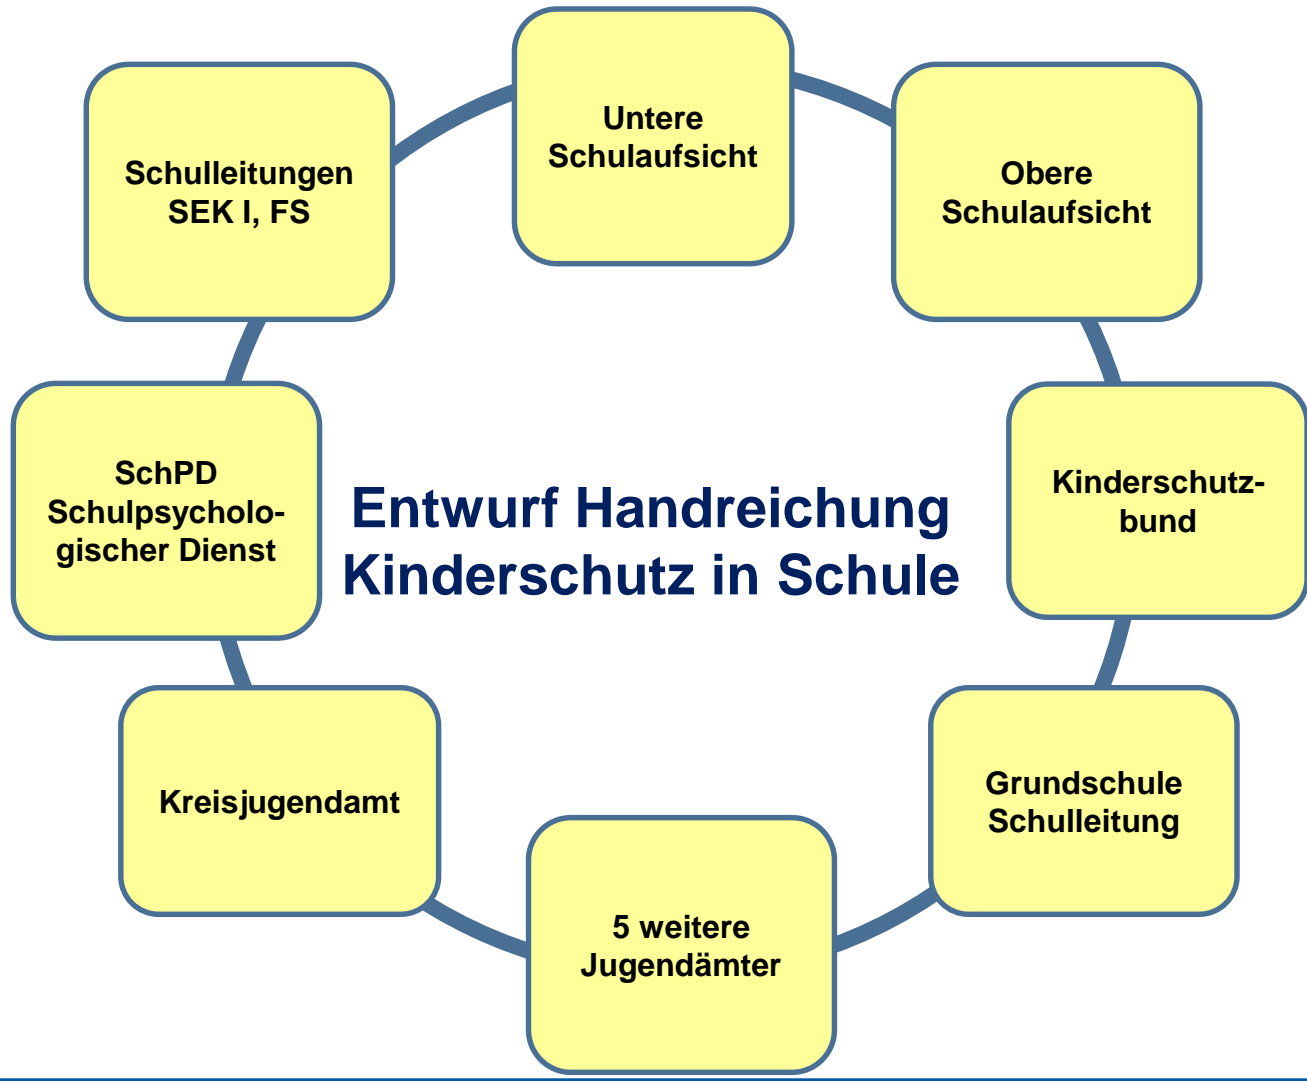 Untere
Schulaufsicht
Schulleitungen
SEK I, FS
Obere
Schulaufsicht
SchPD
Schulpsycholo-
gischer Dienst
Entwurf Handreichung
Kinderschutz in Schule
Kinderschutz-
bund
Kreisjugendamt
Grundschule
Schulleitung
5 weitere
Jugendämter